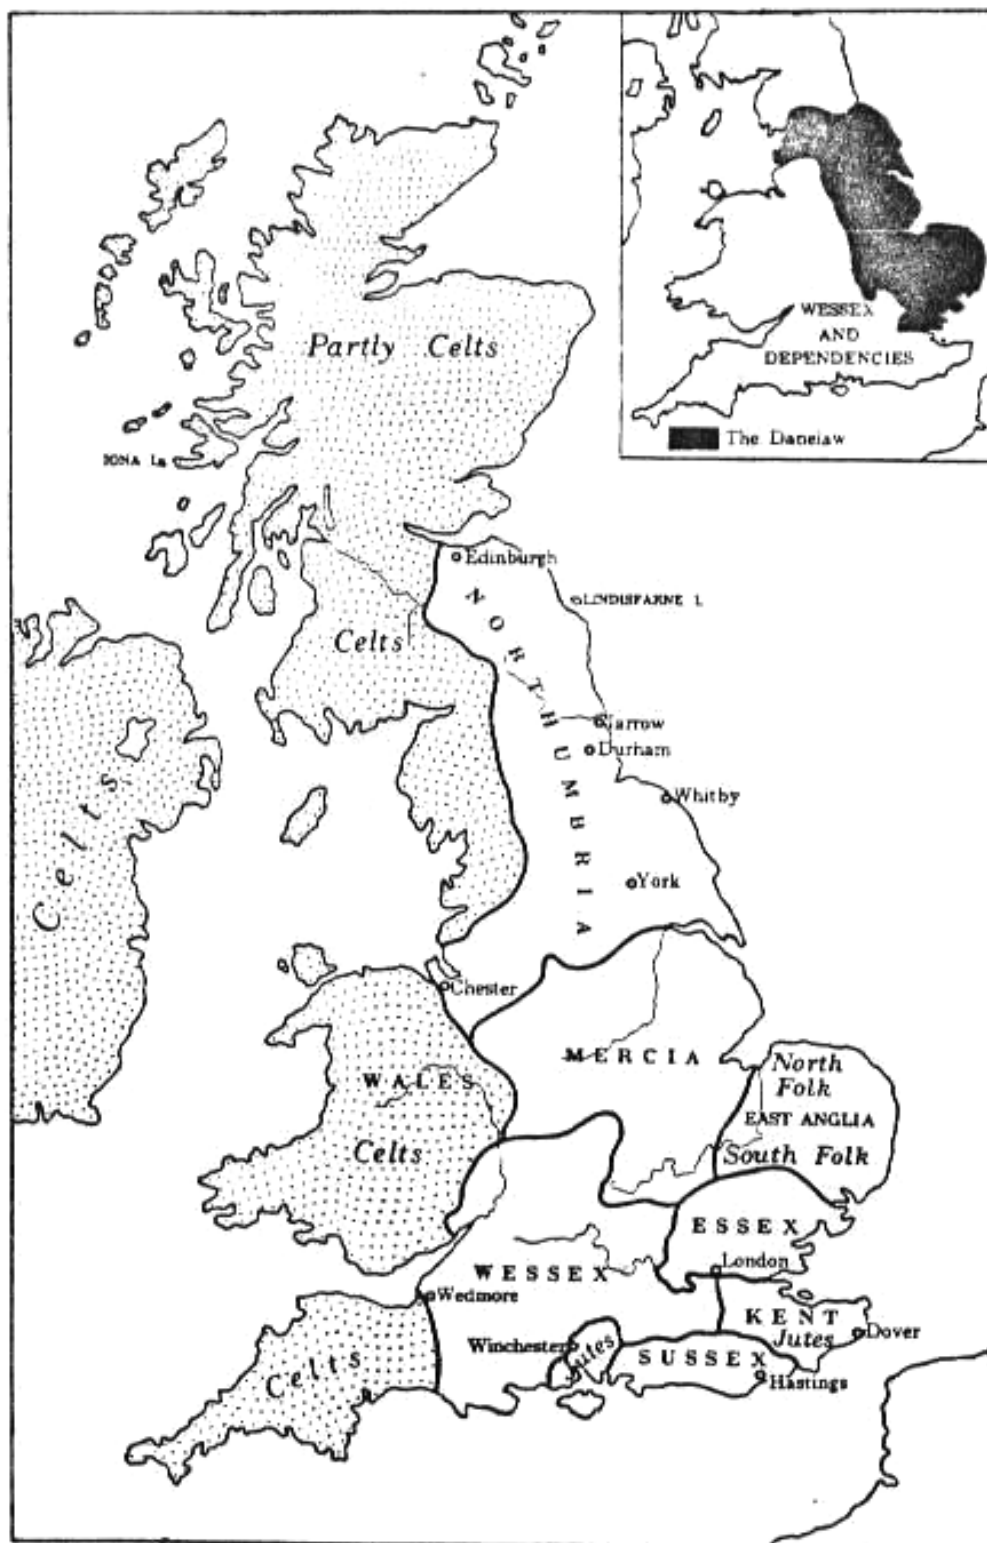 WESSEX
AND
DEPENDENCIES
The Danelaw
Partly Celts
IONA Is
Edinburgh
LINDISFARNE I.
NORTHUMBRIA
Celts
Jarrow
Durham
Whitby
Celts
York
Chester
MERCIA
North
Folk
WALES
EAST ANGLIA
Celts
South Folk
ESSEX
London
WESSEX
Wedmore
KENT
Jutes
Dover
Winchester
Jutes
SUSSEX
Hastings
Celts